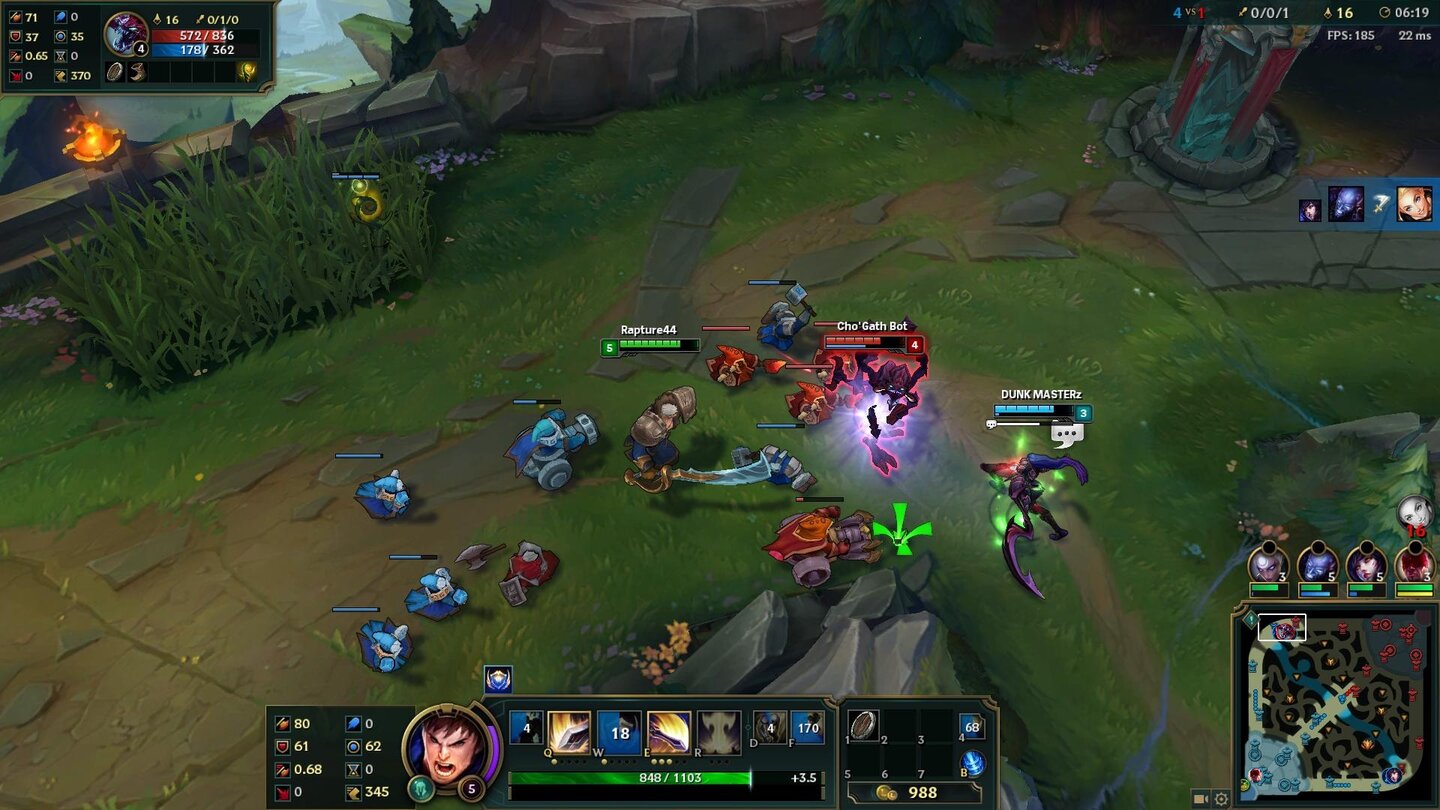 71 0
37 35
0.65 0
0 370
4
16 0/1/0
572 / 836
178 / 362
4 vs 1 0/0/1 16 06:19
FPS: 185 22 ms
Rapture44
5
Cho'Gath Bot
4
DUNK MASTERz
3
16
3 5 5 3
80 0
61 62
0.68 0
0 345
5
4 18 4 170
Q W E R D F
848 / 1103 +3.5
1 2 3 4
68
5 6 7 B
988